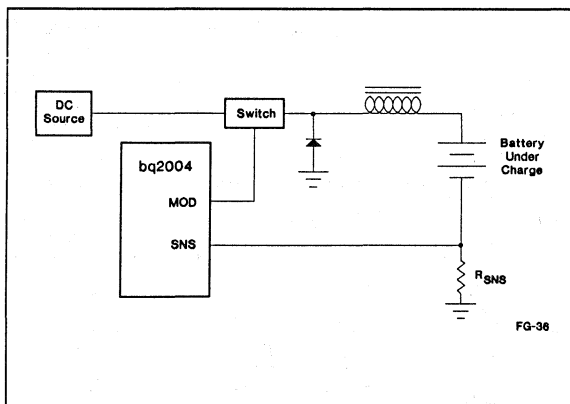 DC
Source
Switch
bq2004
MOD
SNS
Battery
Under
Charge
RSNS
FG-36